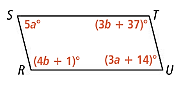 S T
5a° (3b + 37)°
(4b + 1)° (3a + 14)°
R U